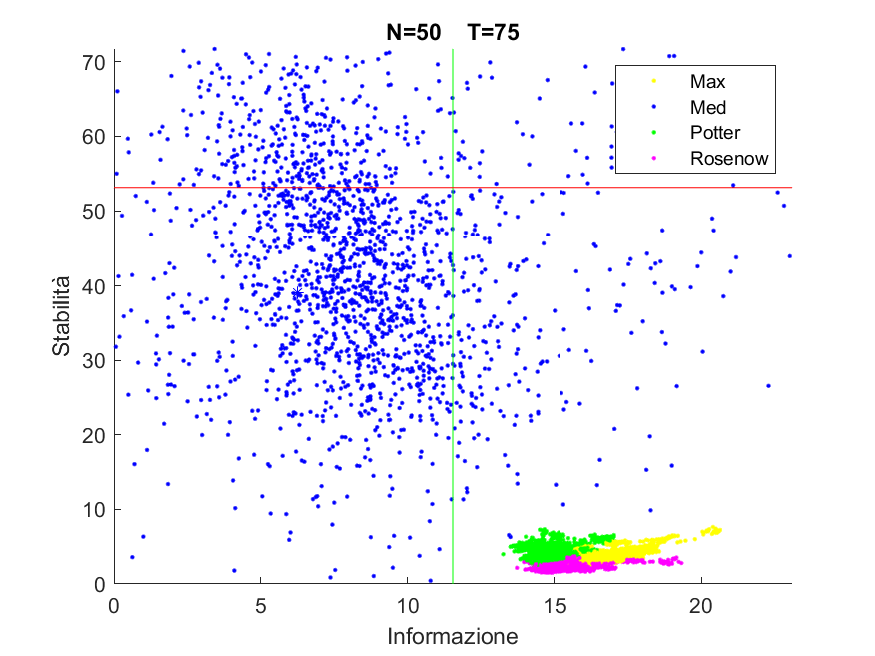 N=50 T=75
70
60
50
40
30
20
10
0
Stabilità
0 5 10 15 20
Informazione
Max
Med
Potter
Rosenow